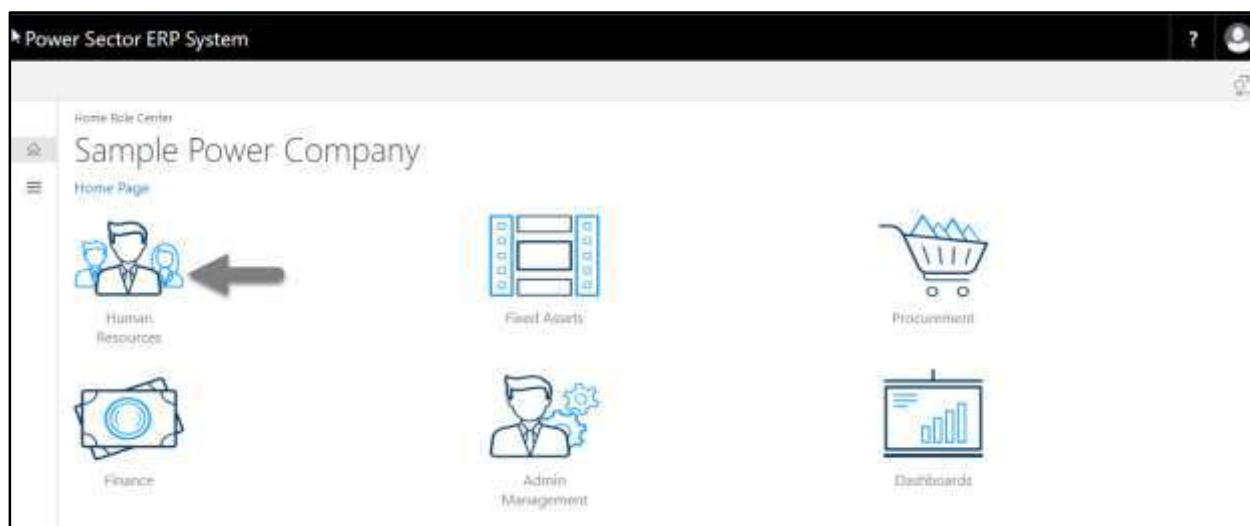 Power Sector ERP System ?
Home Role Center
Sample Power Company
Home Page
Human
Resources
Fixed Assets
Procurement
Finance
Admin
Management
Dashboards